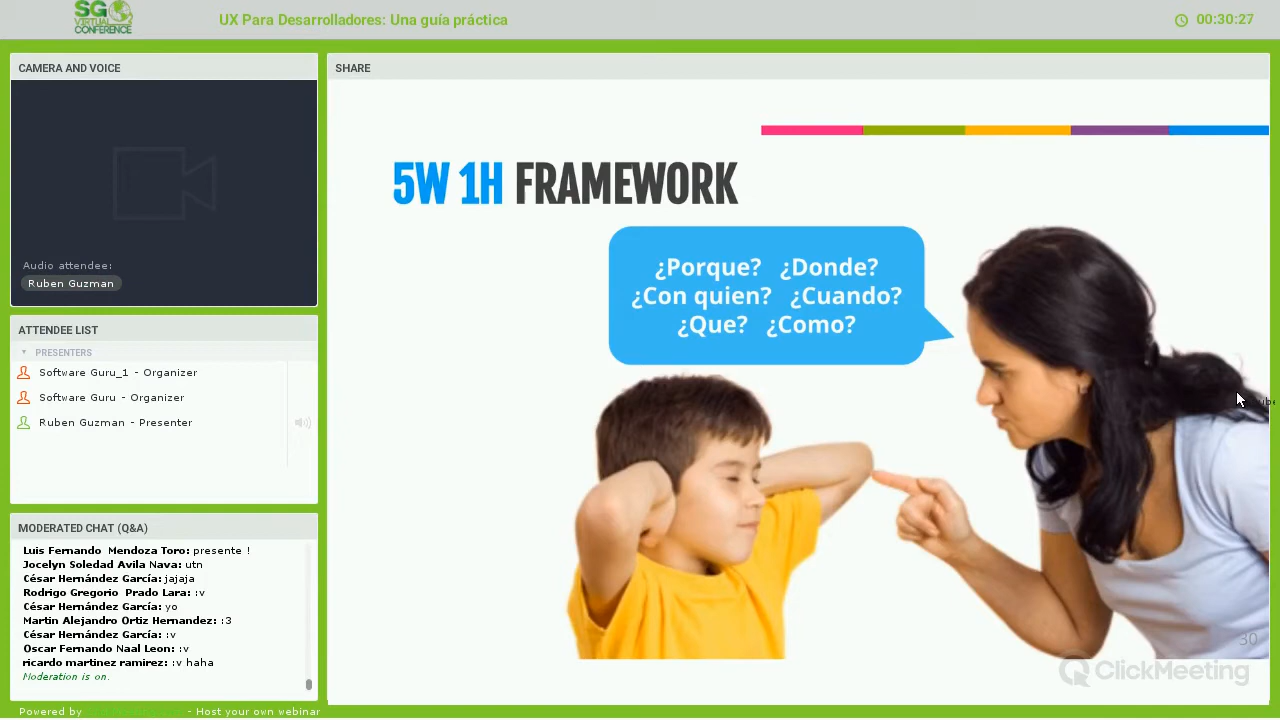 SG
VIRTUAL
CONFERENCE
UX Para Desarrolladores: Una guía práctica
00:30:27
CAMERA AND VOICE
Audio attendee:
Ruben Guzman
ATTENDEE LIST
PRESENTERS
Software Guru_1 - Organizer
Software Guru - Organizer
Ruben Guzman - Presenter
MODERATED CHAT (Q&A)
Luis Fernando Mendoza Toro: presente !
Jocelyn Soledad Avila Nava: utn
César Hernández García: jajaja
Rodrigo Gregorio Prado Lara: :v
César Hernández García: yo
Martin Alejandro Ortiz Hernandez: :3
César Hernández García: :v
Oscar Fernando Naal Leon: :v
ricardo martinez ramirez: :v haha
Moderation is on.
Powered by - Host your own webinar
SHARE
5W 1H FRAMEWORK
¿Porque? ¿Donde?
¿Con quien? ¿Cuando?
¿Que? ¿Como?
30
ClickMeeting